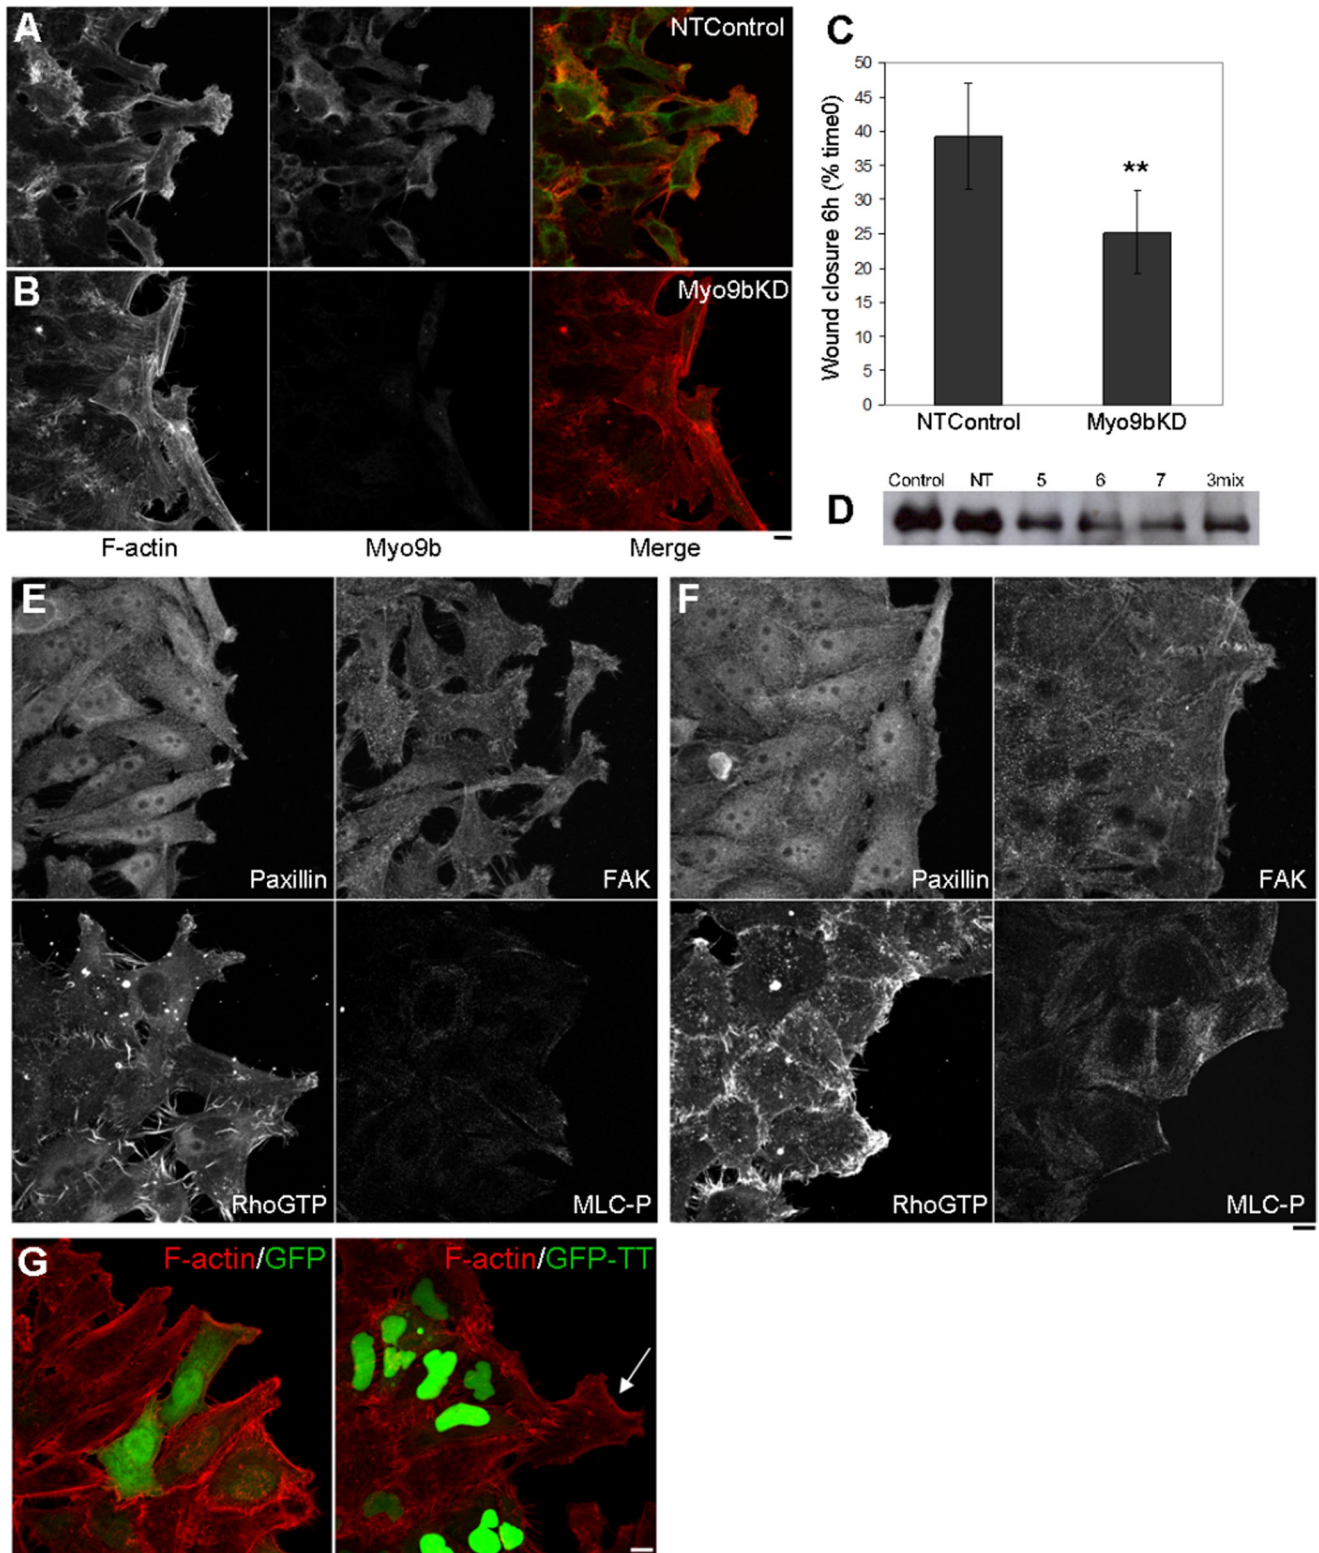 A
NTControl
B
Myo9bKD
F-actin
Myo9b
Merge
C
Wound closure 6h (% time0)
50
45
40
35
30
25
20
15
10
5
0
**
NTControl
Myo9bKD
D
Control NT 5 6 7 3mix
E
Paxillin
FAK
RhoGTP
MLC-P
F
Paxillin
FAK
RhoGTP
MLC-P
G
F-actin/GFP
F-actin/GFP-TT